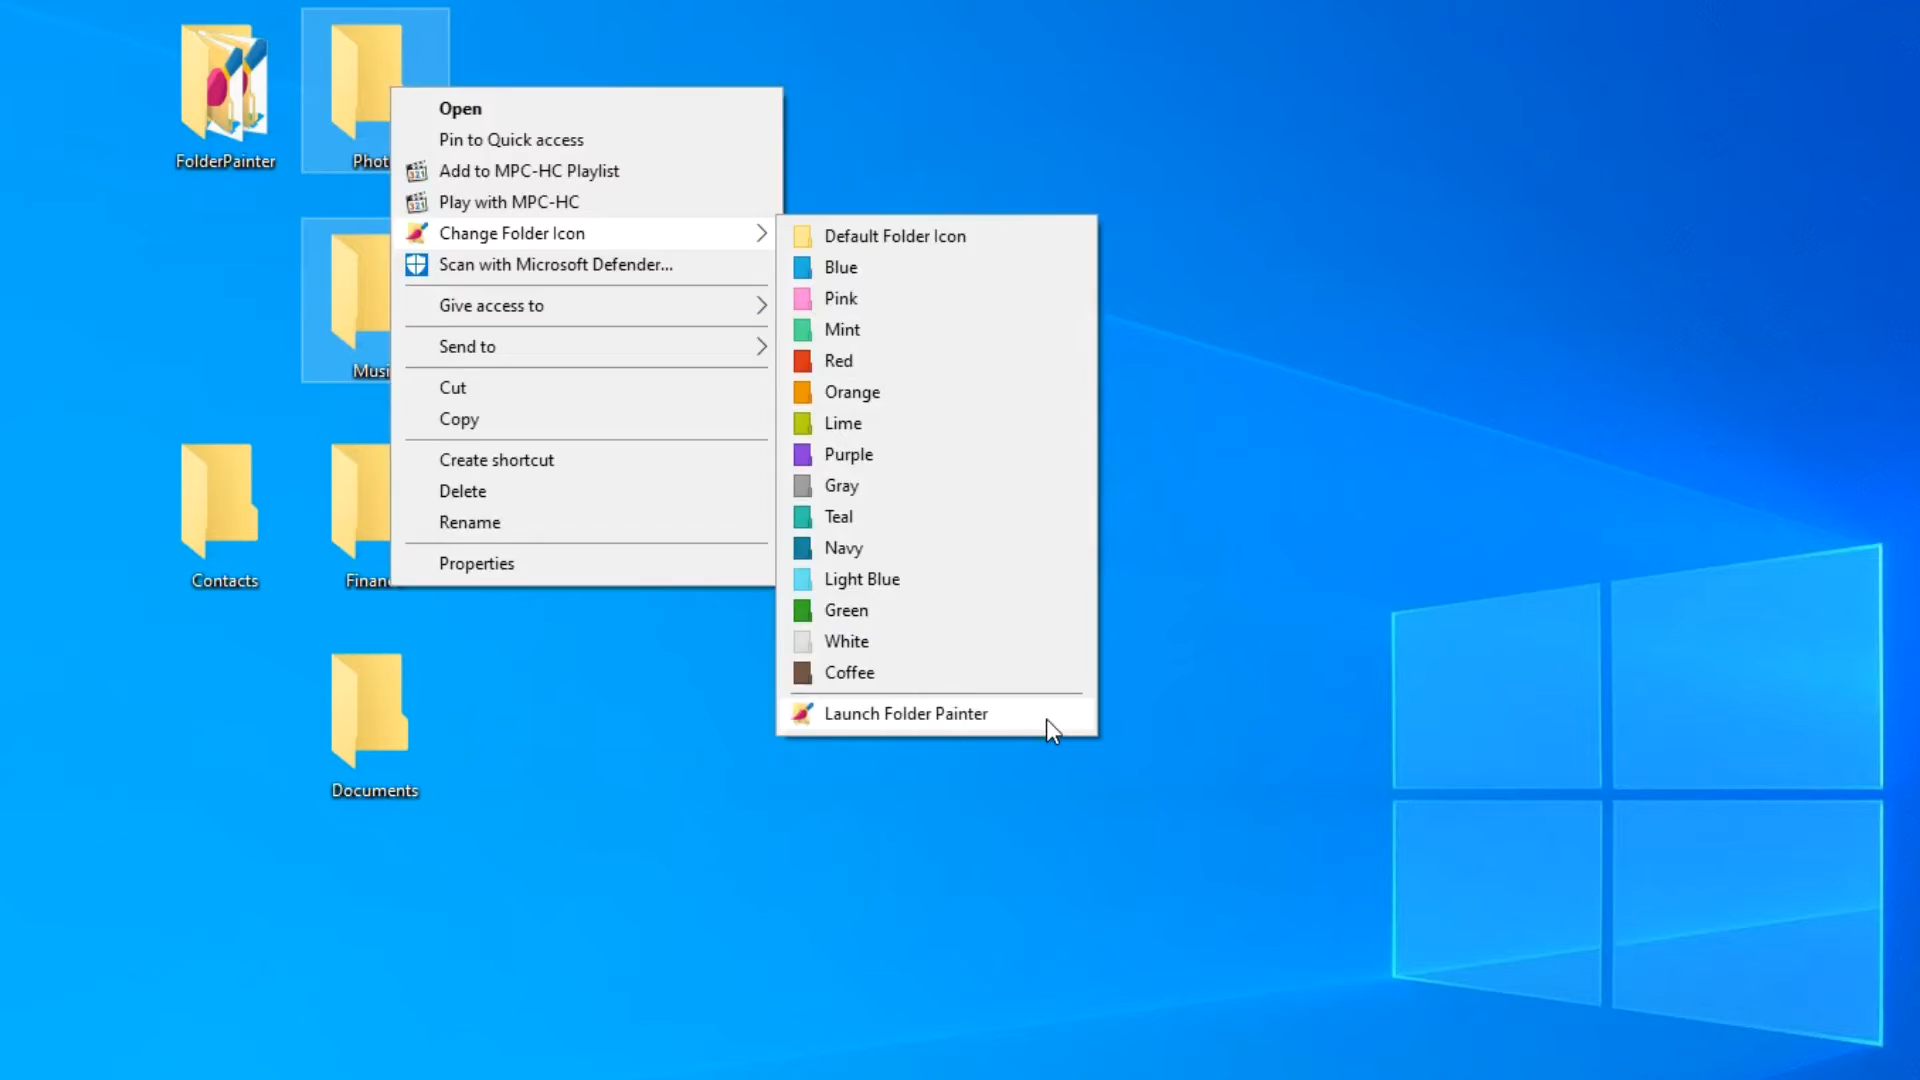 FolderPainter
Phot
Musi
Contacts
Financ
Documents
Open
Pin to Quick access
Add to MPC-HC Playlist
Play with MPC-HC
Change Folder Icon
Scan with Microsoft Defender...
Give access to
Send to
Cut
Copy
Create shortcut
Delete
Rename
Properties
Default Folder Icon
Blue
Pink
Mint
Red
Orange
Lime
Purple
Gray
Teal
Navy
Light Blue
Green
White
Coffee
Launch Folder Painter